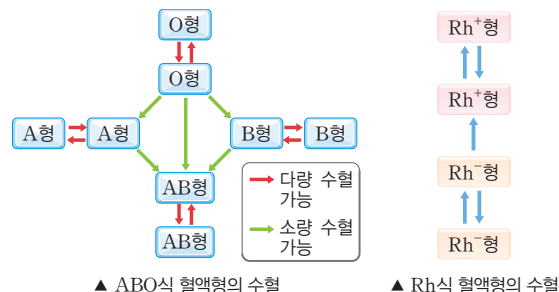 O형
O형
A형
A형
B형
B형
AB형
AB형
다량 수혈
가능
소량 수혈
가능
▲ ABO식 혈액형의 수혈
Rh⁺형
Rh⁺형
Rh⁻형
Rh⁻형
▲ Rh식 혈액형의 수혈